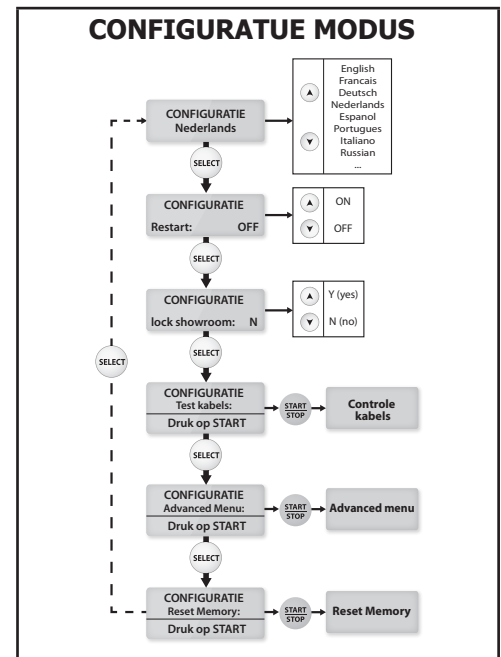 CONFIGURATUE MODUS
English
Francais
Deutsch
Nederlands
Espanol
Portugues
Italiano
Russian
...
CONFIGURATIE
Nederlands
SELECT
CONFIGURATIE
Restart: OFF
ON
OFF
SELECT
CONFIGURATIE
lock showroom: N
Y (yes)
N (no)
SELECT
SELECT
CONFIGURATIE
Test kabels:
Druk op START
START
STOP
Controle
kabels
SELECT
CONFIGURATIE
Advanced Menu:
Druk op START
START
STOP
Advanced menu
SELECT
CONFIGURATIE
Reset Memory:
Druk op START
START
STOP
Reset Memory